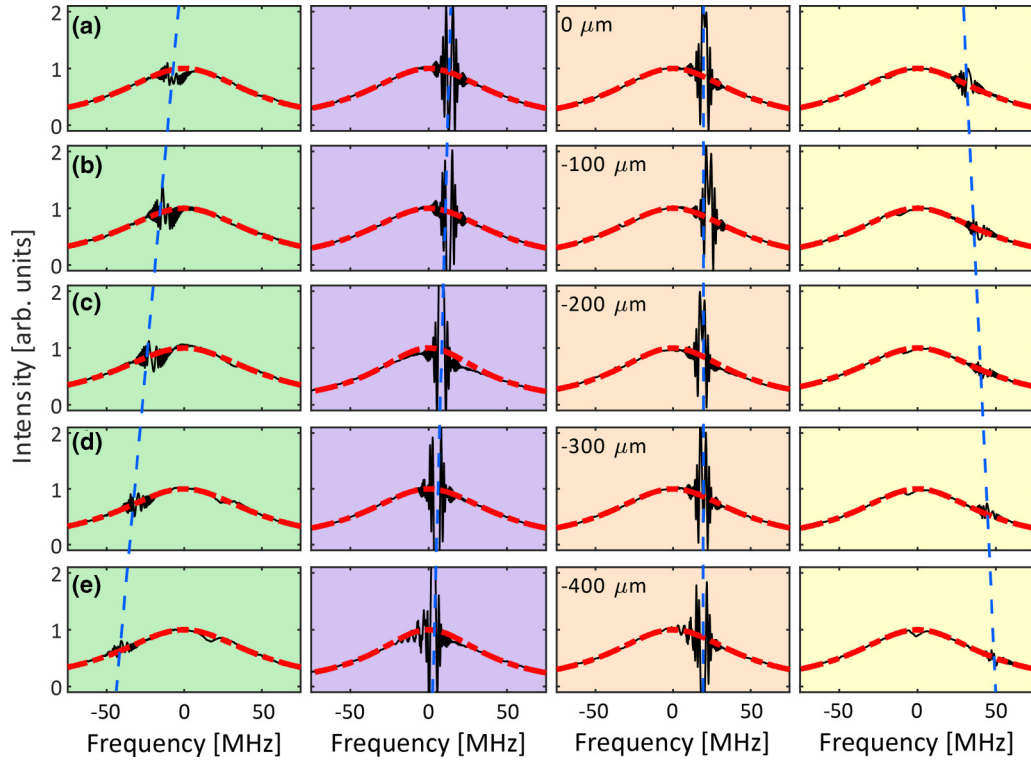 (a)
0 μm
2
1
0
(b)
-100 μm
2
1
0
(c)
-200 μm
2
1
0
(d)
-300 μm
2
1
0
(e)
-400 μm
2
1
0
Intensity [arb. units]
-50 0 50 -50 0 50 -50 0 50 -50 0 50
Frequency [MHz] Frequency [MHz] Frequency [MHz] Frequency [MHz]